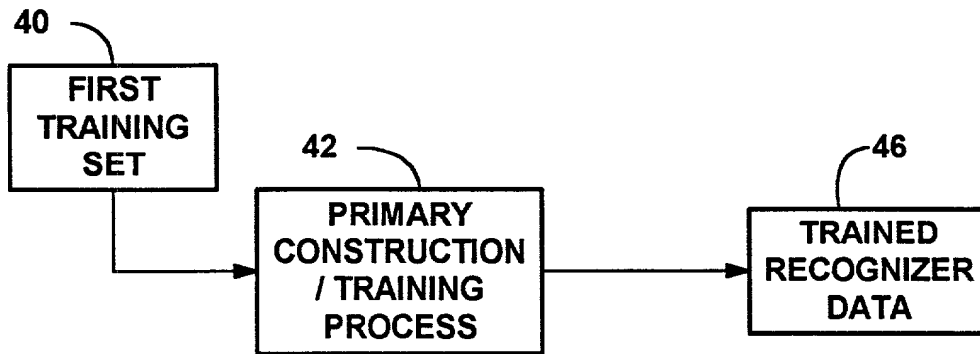 40
FIRST
TRAINING
SET
42
PRIMARY
CONSTRUCTION
/ TRAINING
PROCESS
46
TRAINED
RECOGNIZER
DATA